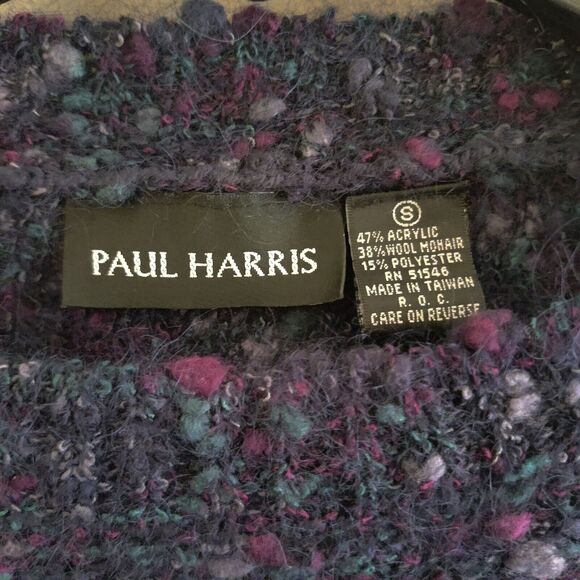 PAUL HARRIS
S
47% ACRYLIC
38% WOOL MOHAIR
15% POLYESTER
RN 51546
MADE IN TAIWAN
R. O. C.
CARE ON REVERSE